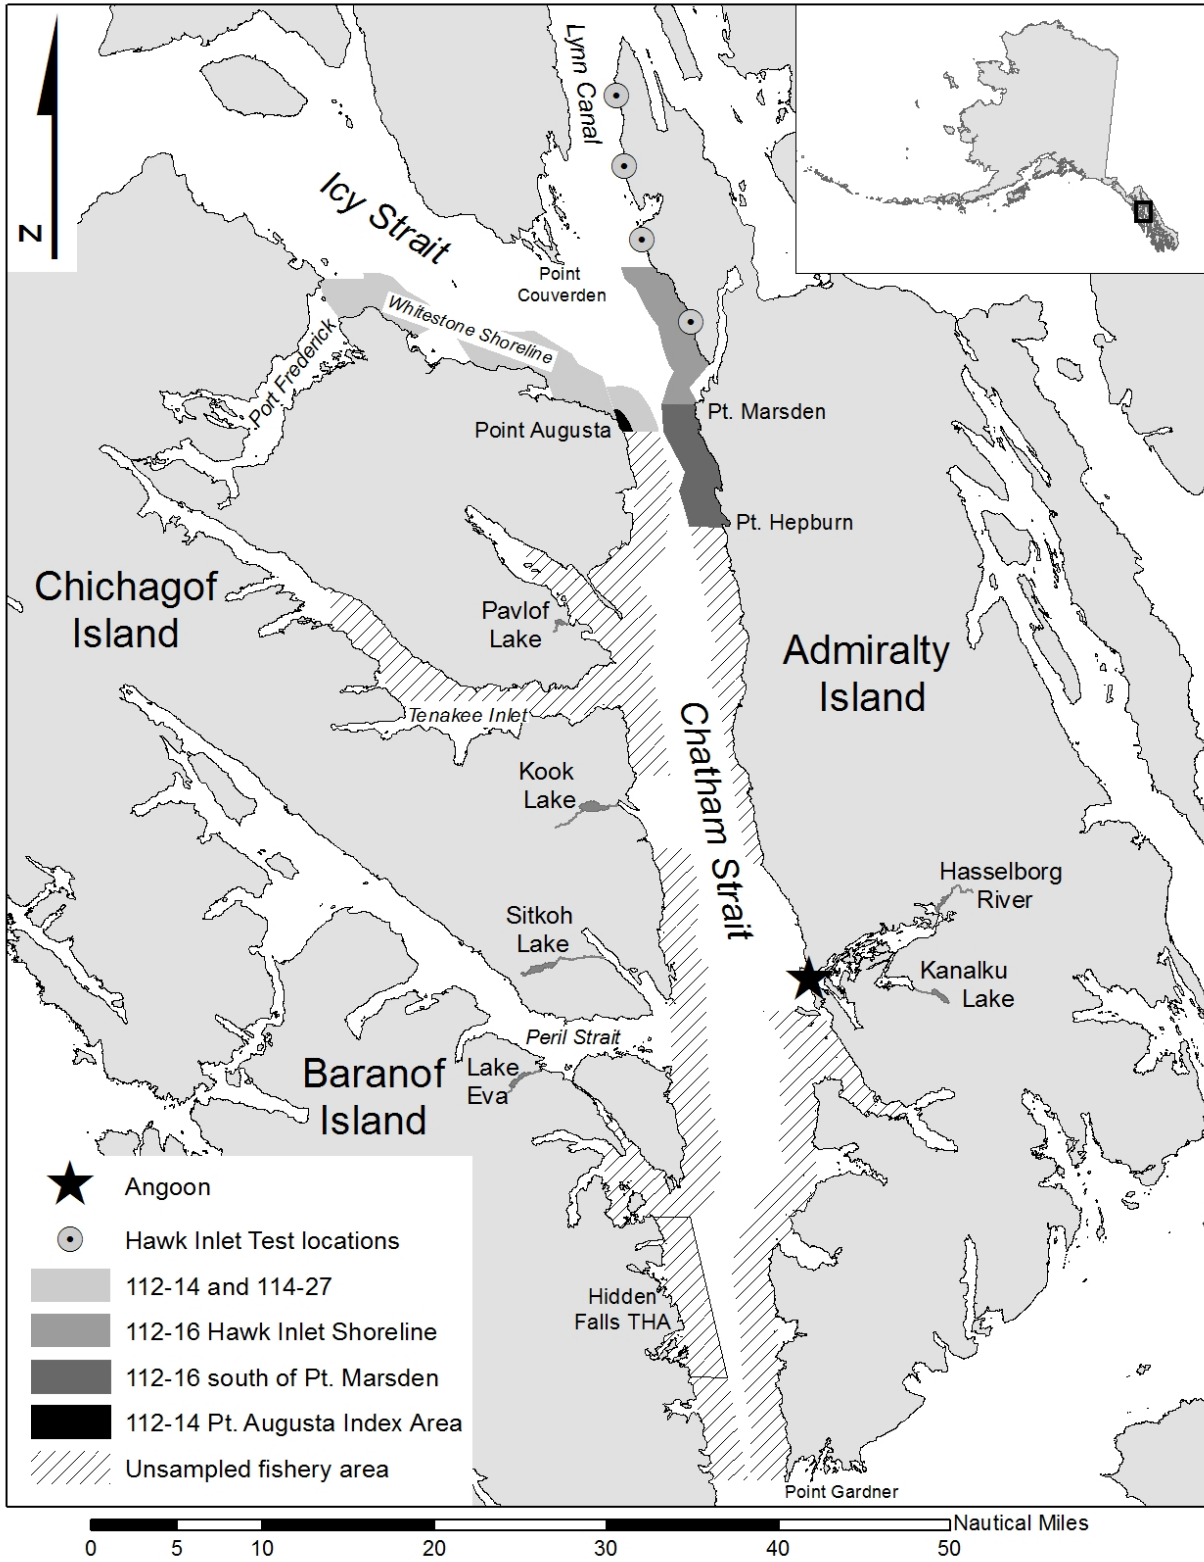 Lynn Canal
Icy Strait
N
Point
Couverden
Whitestone Shoreline
Port Frederick
Pt. Marsden
Point Augusta
Pt. Hepburn
Chichagof
Island
Pavlof
Lake
Admiralty
Island
Tenakee Inlet
Chatham Strait
Kook
Lake
Hasselborg
River
Sitkoh
Lake
Kanalku
Lake
Peril Strait
Baranof
Island
Lake
Eva
Angoon
Hawk Inlet Test locations
112-14 and 114-27
112-16 Hawk Inlet Shoreline
112-16 south of Pt. Marsden
112-14 Pt. Augusta Index Area
Unsampled fishery area
Hidden
Falls THA
Point Gardner
Nautical Miles
0 5 10 20 30 40 50